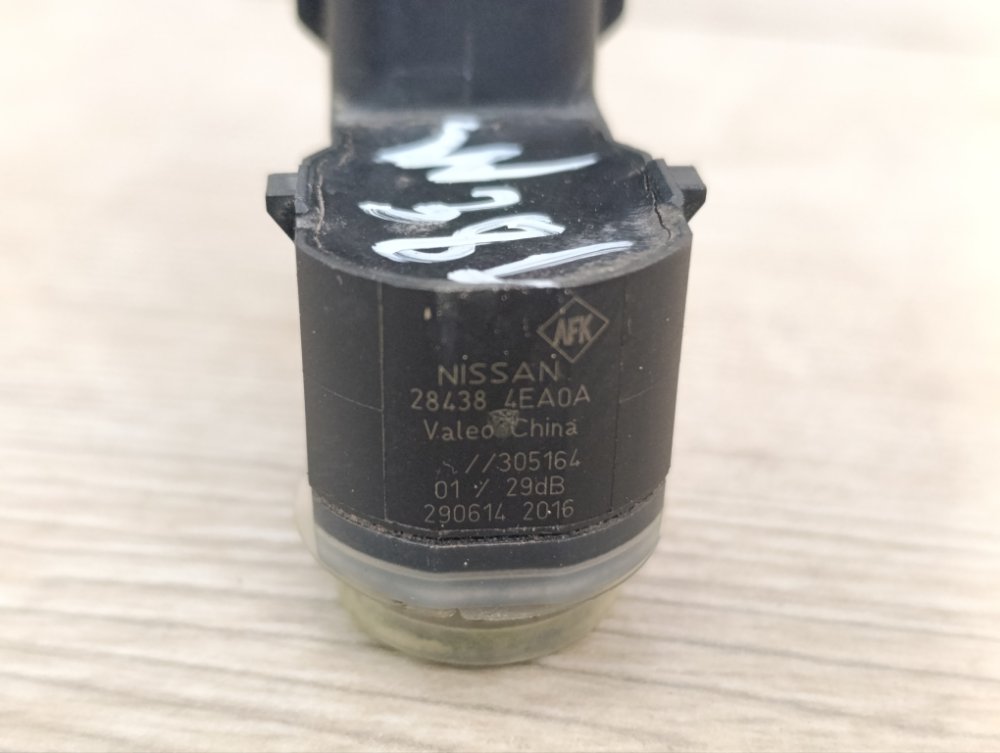 AFK
NISSAN
28438 4EA0A
Valeo China
//305164
01 29dB
290614 2016